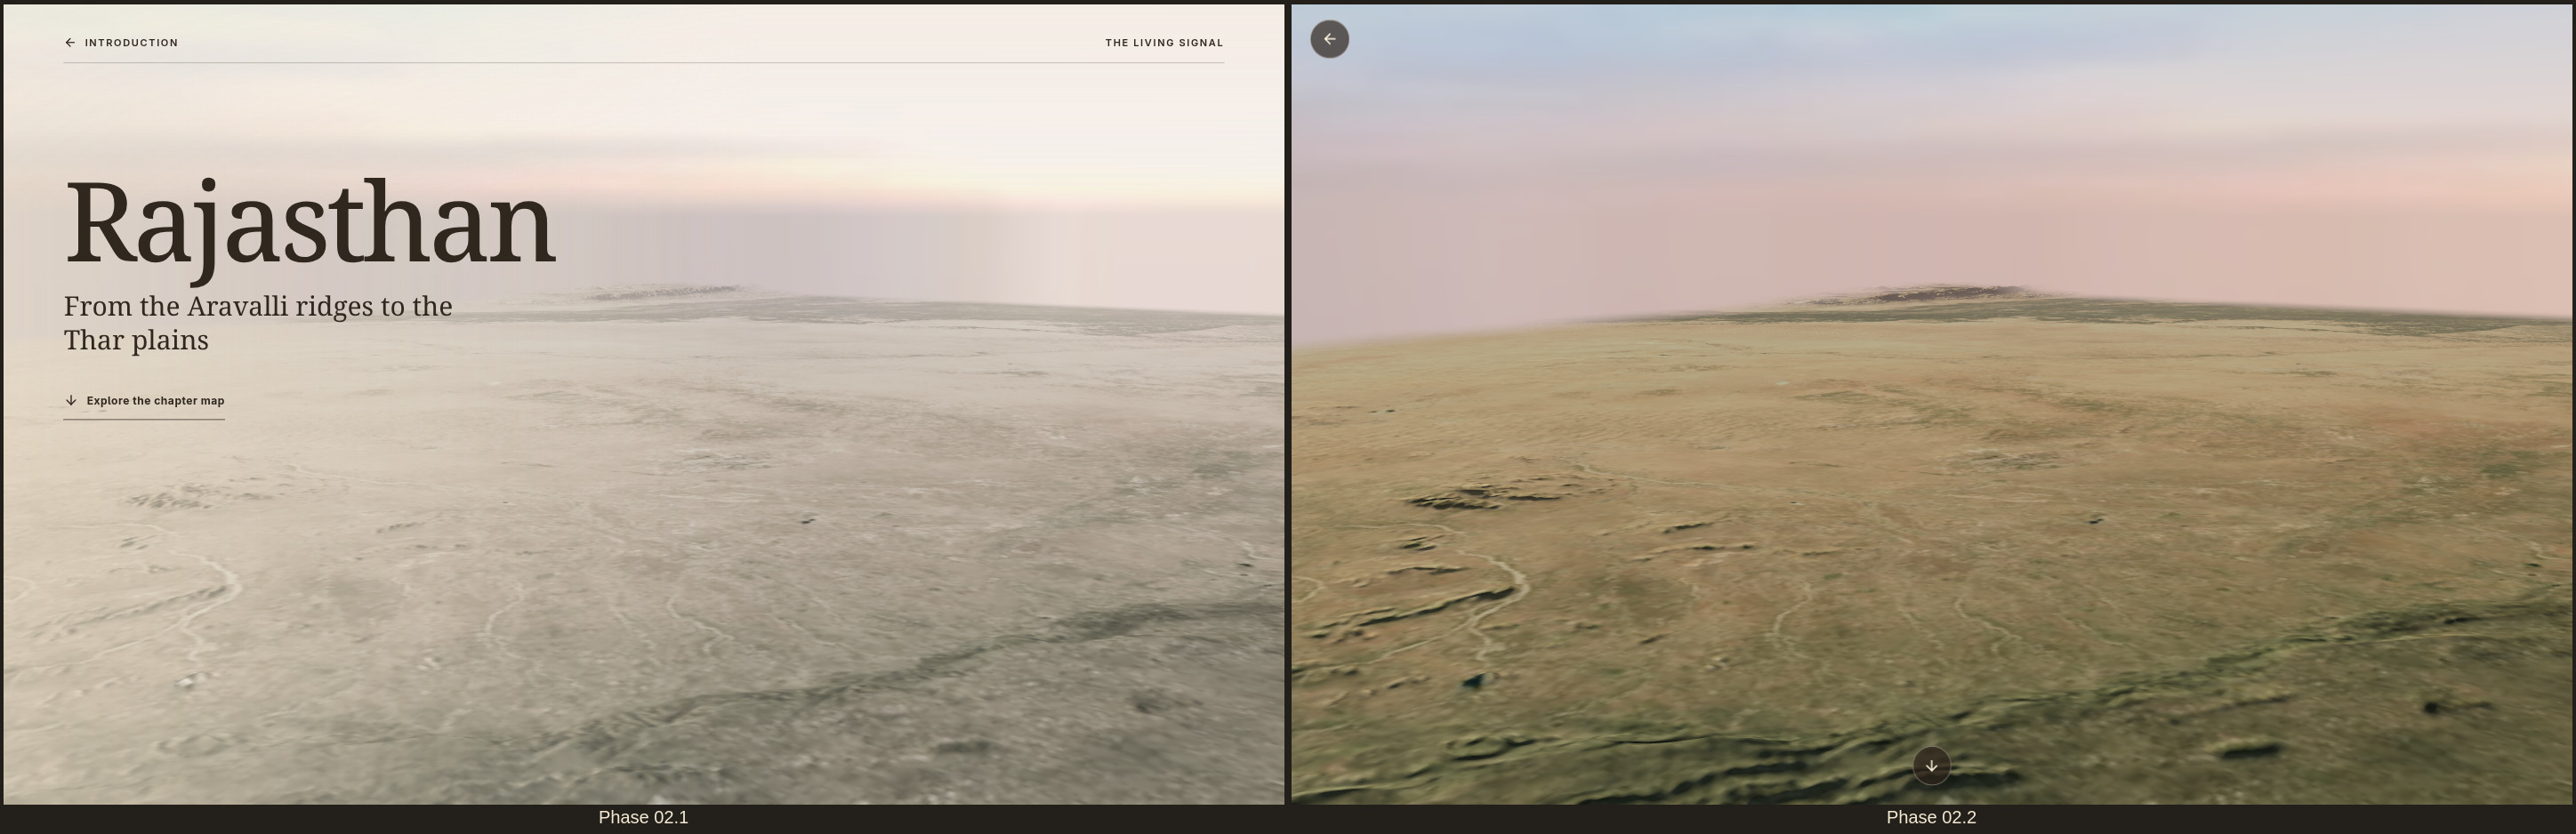 INTRODUCTION
THE LIVING SIGNAL
Rajasthan
From the Aravalli ridges to the
Thar plains
Explore the chapter map
Phase 02.1
Phase 02.2